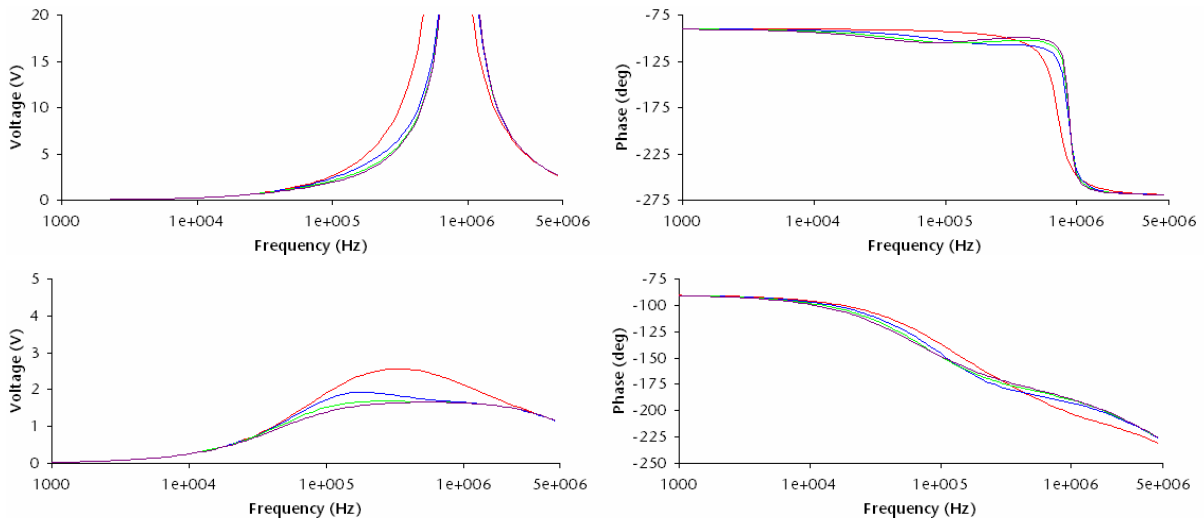 20
15
10
5
0
Voltage (V)
1000
1e+004
1e+005
1e+006
5e+006
Frequency (Hz)
-75
-125
-175
-225
-275
Phase (deg)
1000
1e+004
1e+005
1e+006
5e+006
Frequency (Hz)
5
4
3
2
1
0
Voltage (V)
1000
1e+004
1e+005
1e+006
5e+006
Frequency (Hz)
-75
-100
-125
-150
-175
-200
-225
-250
Phase (deg)
1000
1e+004
1e+005
1e+006
5e+006
Frequency (Hz)